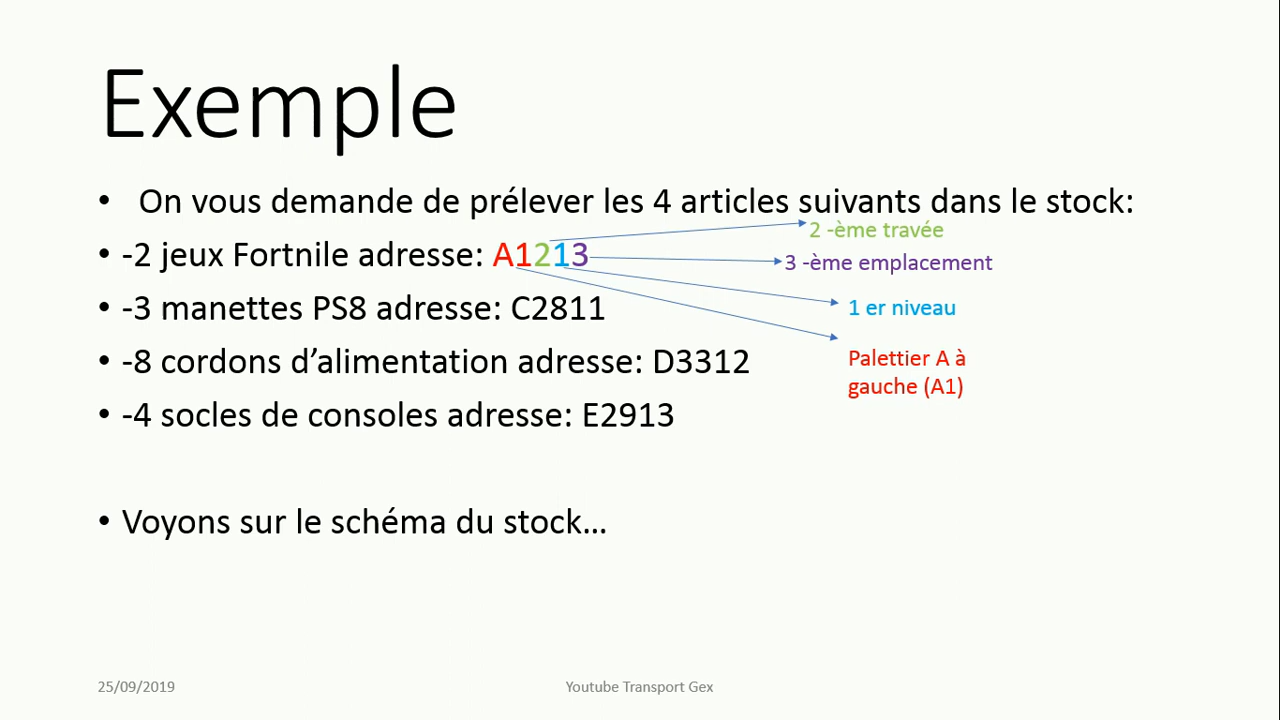 Exemple
• On vous demande de prélever les 4 articles suivants dans le stock:
2 -ème travée
• -2 jeux Fortnile adresse: A1213
3 -ème emplacement
• -3 manettes PS8 adresse: C2811
1 er niveau
• -8 cordons d’alimentation adresse: D3312
Palettier A à
gauche (A1)
• -4 socles de consoles adresse: E2913
• Voyons sur le schéma du stock…
25/09/2019
Youtube Transport Gex